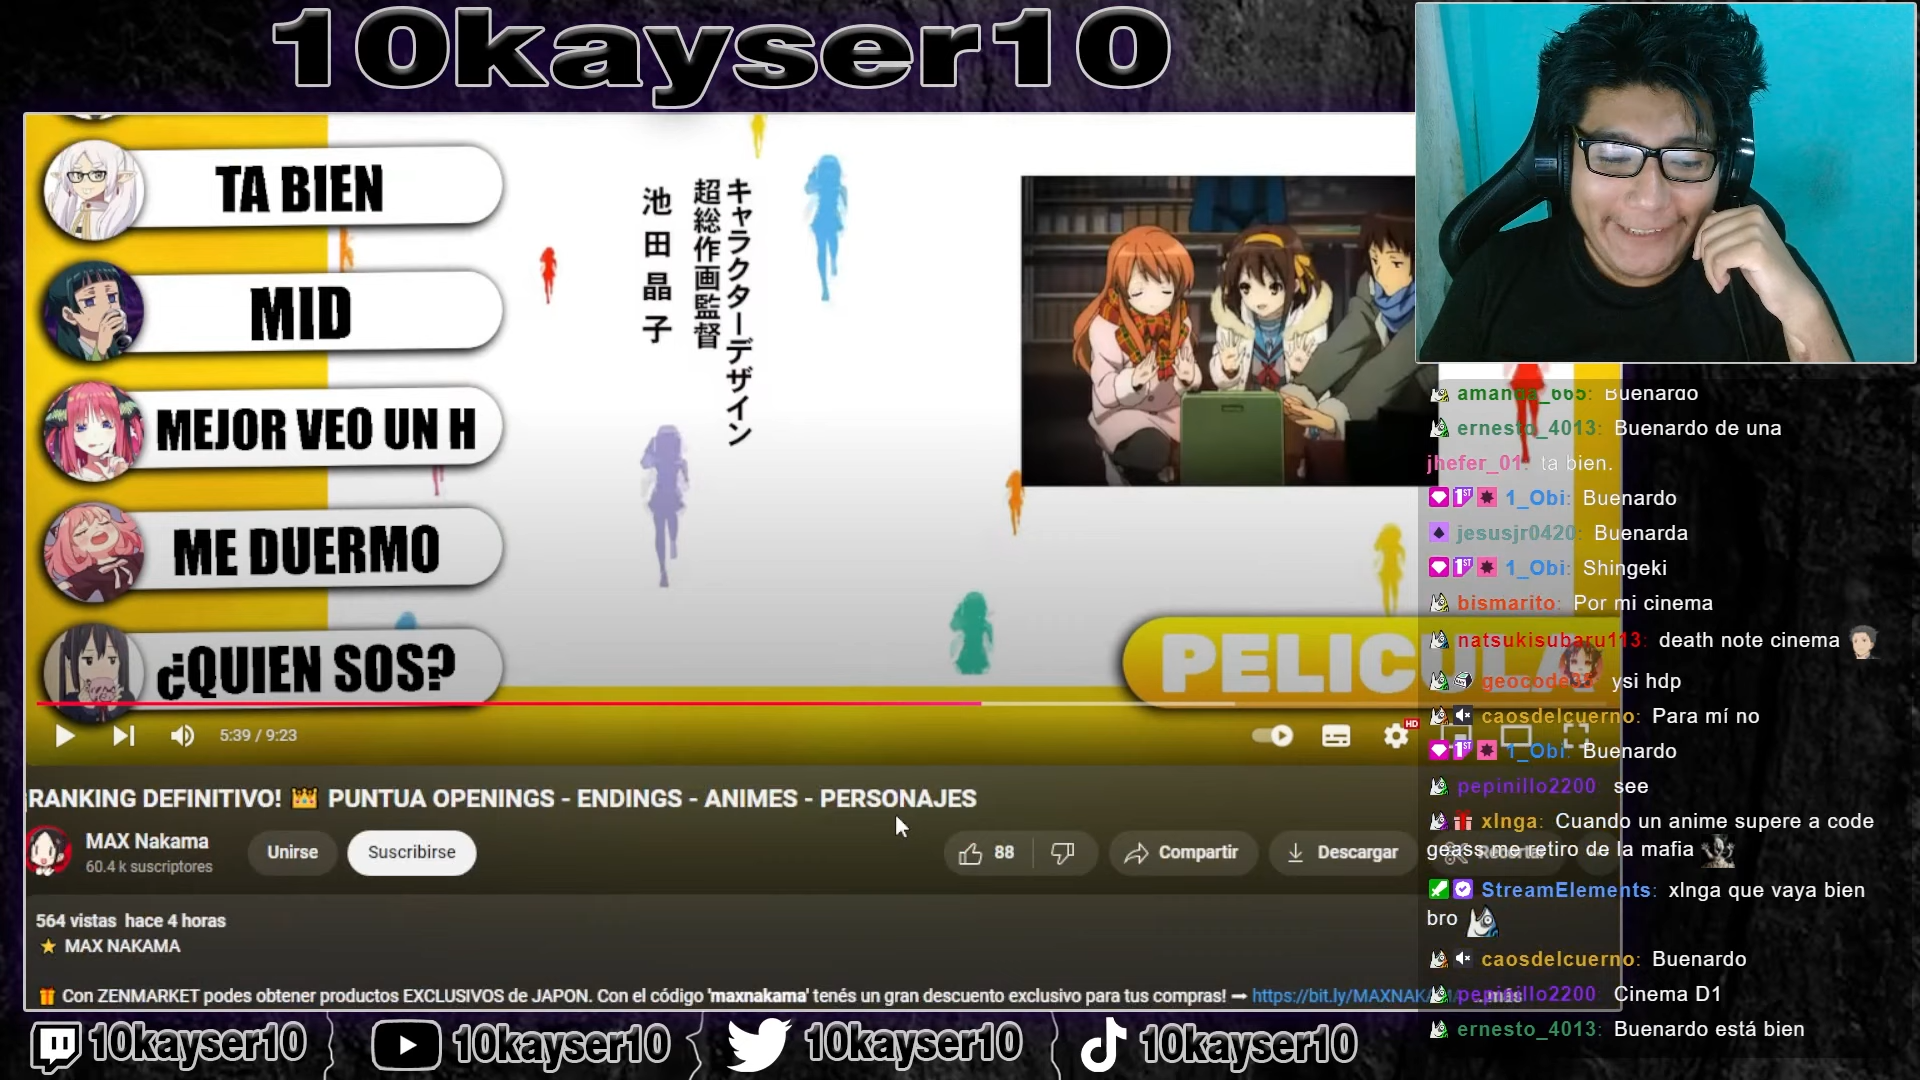 10kayser10
TA BIEN
MID
MEJOR VEO UN H
ME DUERMO
¿QUIEN SOS?
キャラクターデザイン
超総作画監督
池田晶子
5:39 / 9:23
HD
RANKING DEFINITIVO! 👑 PUNTUA OPENINGS - ENDINGS - ANIMES - PERSONAJES
MAX Nakama
60.4 k suscriptores
Unirse
Suscribirse
88
Compartir
Descargar
564 vistas hace 4 horas
⭐ MAX NAKAMA
🎁 Con ZENMARKET podes obtener productos EXCLUSIVOS de JAPON. Con el código 'maxnakama' tenés un gran descuento exclusivo para tus compras! ➡ https://bit.ly/MAXNAK
amanda_665: Buenardo
ernesto_4013: Buenardo de una
jhefer_01: ta bien.
1_Obi: Buenardo
jesusjr0420: Buenarda
1_Obi: Shingeki
bismarito: Por mi cinema
natsukisubaru113: death note cinema
ysi hdp
caosdelcuerno: Para mí no
1_Obi: Buenardo
pepinillo2200: see
xInga: Cuando un anime supere a code
geass me retiro de la mafia
StreamElements: xInga que vaya bien
bro
caosdelcuerno: Buenardo
pepinillo2200: Cinema D1
ernesto_4013: Buenardo está bien
10kayser10
10kayser10
10kayser10
10kayser10